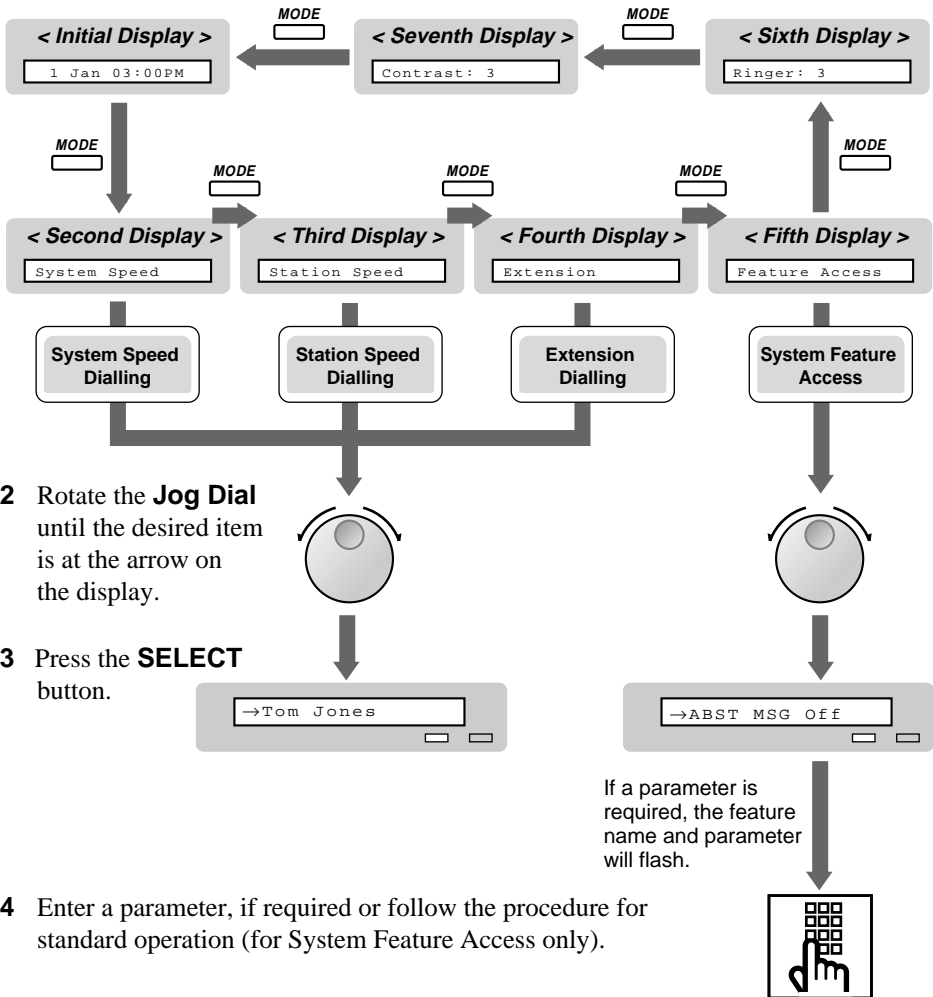 MODE
MODE
< Initial Display >
< Seventh Display >
< Sixth Display >
1 Jan 03:00PM
Contrast: 3
Ringer: 3
MODE
MODE
MODE
MODE
MODE
< Second Display >
< Third Display >
< Fourth Display >
< Fifth Display >
System Speed
Station Speed
Extension
Feature Access
System Speed
Dialling
Station Speed
Dialling
Extension
Dialling
System Feature
Access
2 Rotate the Jog Dial
until the desired item
is at the arrow on
the display.
3 Press the SELECT
button.
→Tom Jones
→ABST MSG Off
If a parameter is
required, the feature
name and parameter
will flash.
4 Enter a parameter, if required or follow the procedure for
standard operation (for System Feature Access only).